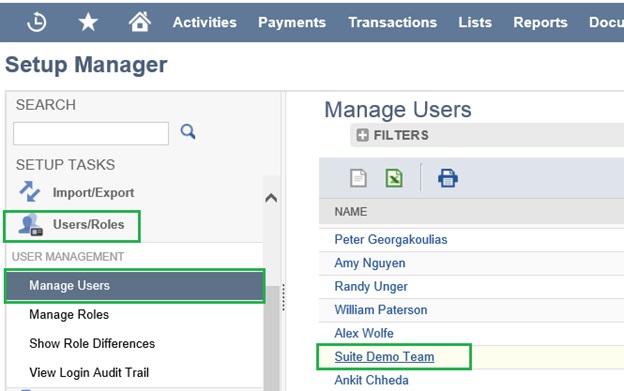 Activities Payments Transactions Lists Reports Docu
Setup Manager
SEARCH
SETUP TASKS
Import/Export
Users/Roles
USER MANAGEMENT
Manage Users
Manage Roles
Show Role Differences
View Login Audit Trail
Manage Users
FILTERS
NAME
Peter Georgakoulias
Amy Nguyen
Randy Unger
William Paterson
Alex Wolfe
Suite Demo Team
Ankit Chheda